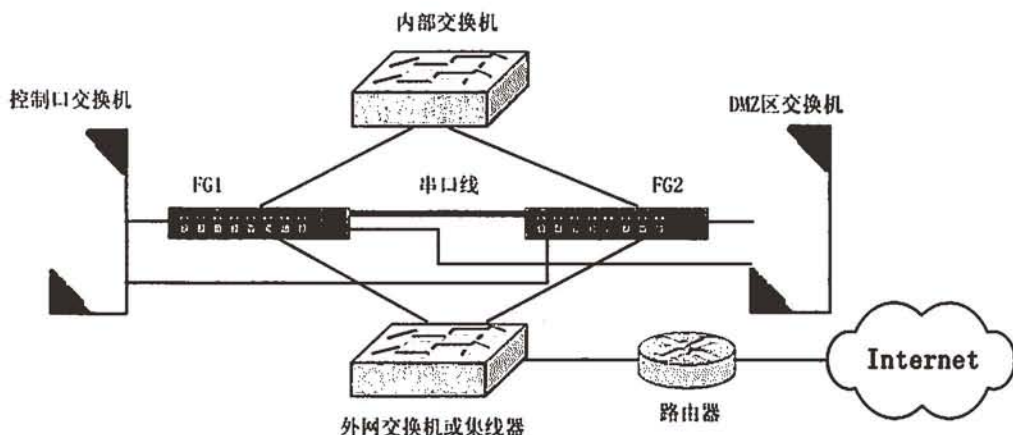 内部交换机
控制口交换机
DMZ区交换机
FG1
串口线
FG2
Internet
路由器
外网交换机或集线器